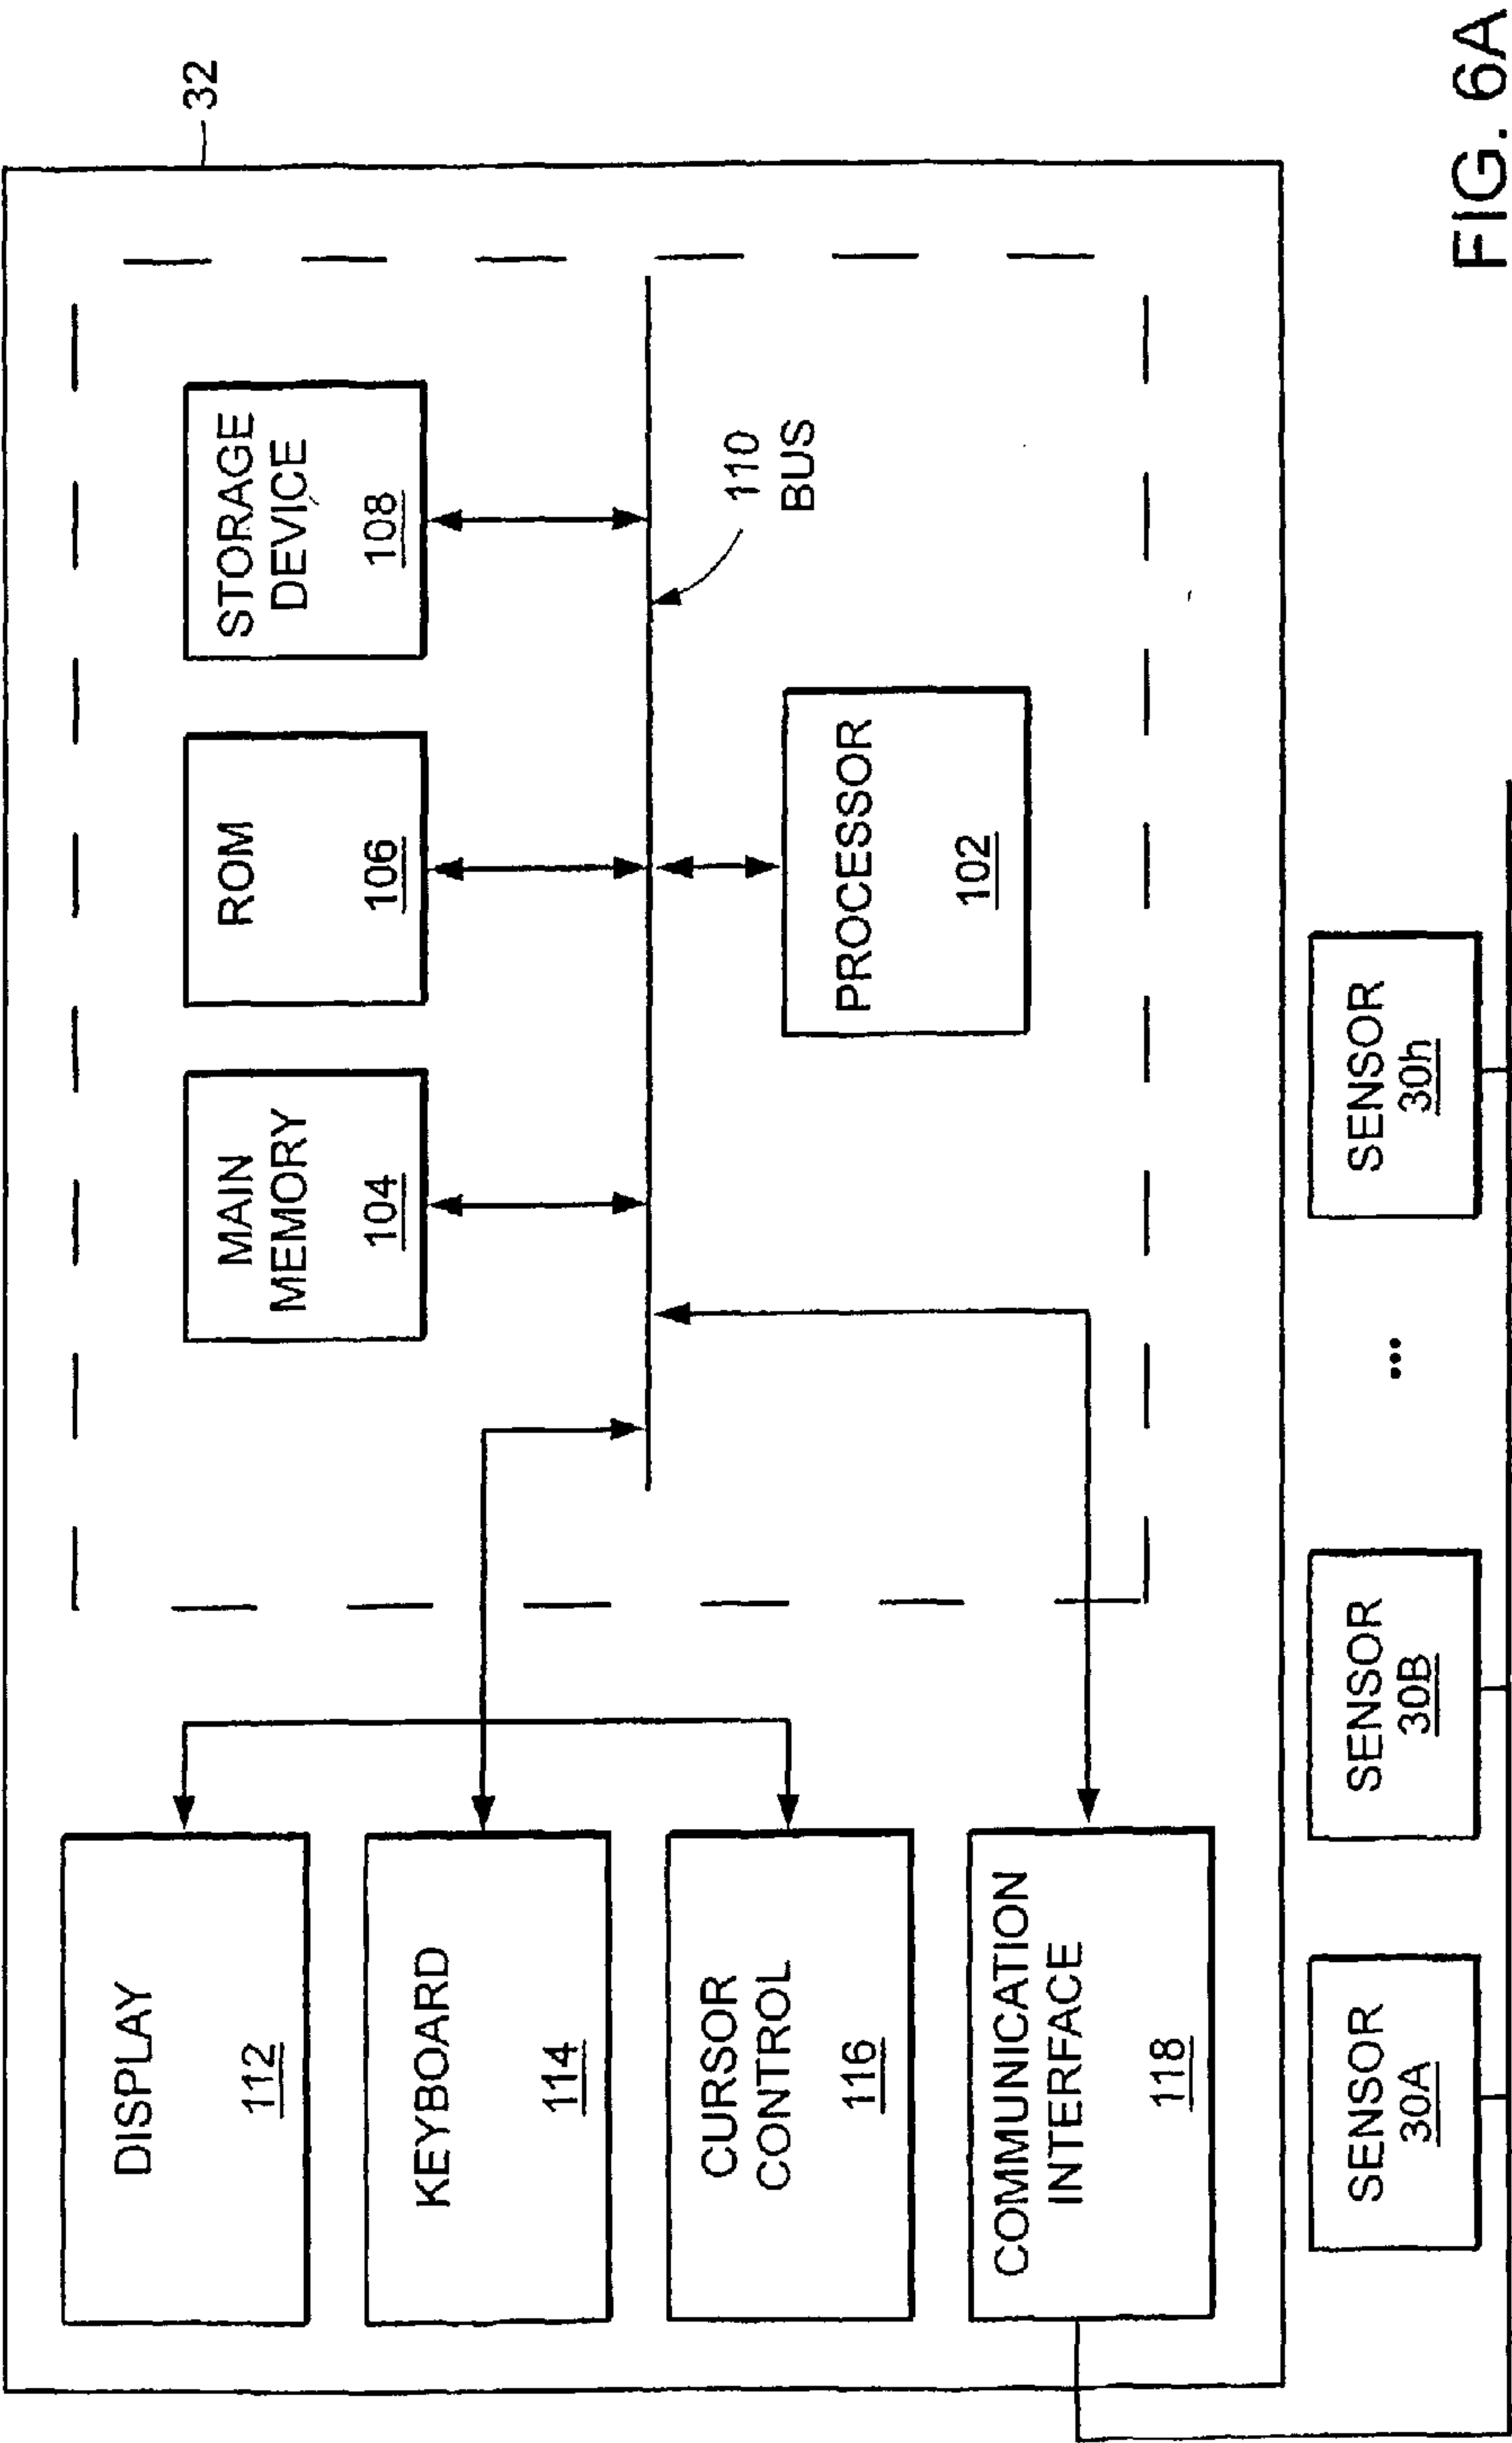 32
DISPLAY
112
KEYBOARD
114
CURSOR
CONTROL
116
COMMUNICATION
INTERFACE
118
MAIN
MEMORY
104
ROM
106
STORAGE
DEVICE
108
110
BUS
PROCESSOR
102
SENSOR
30A
SENSOR
30B
...
SENSOR
30h
FIG. 6A